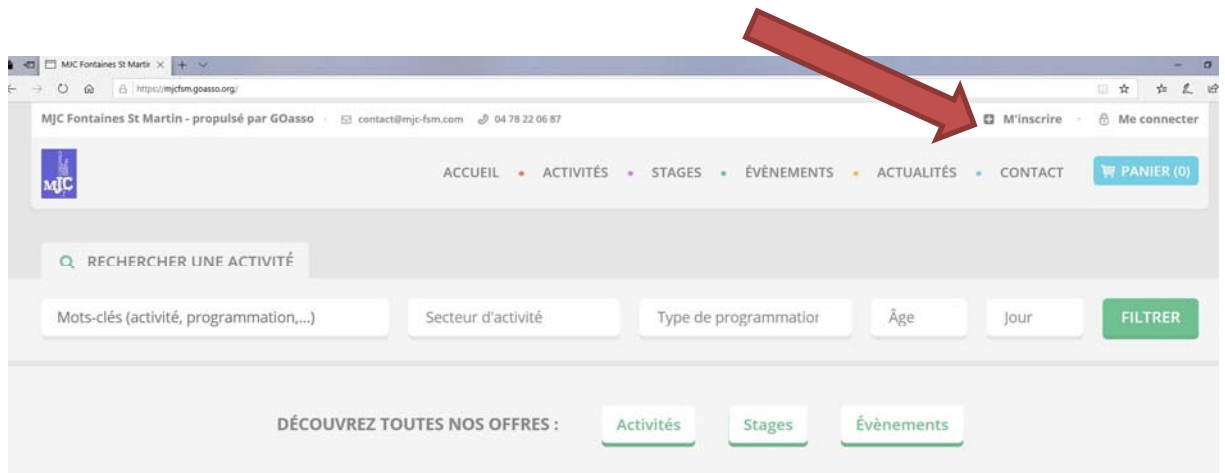 MJC Fontaines St Martin
https://mjcfsm.goasso.org/
MJC Fontaines St Martin - propulsé par GOasso contact@mjc-fsm.com 04 78 22 06 87 M'inscrire Me connecter
MJC ACCUEIL ACTIVITÉS STAGES ÉVÈNEMENTS ACTUALITÉS CONTACT PANIER (0)
RECHERCHER UNE ACTIVITÉ
Mots-clés (activité, programmation,...) Secteur d'activité Type de programmation Âge Jour FILTRER
DÉCOUVREZ TOUTES NOS OFFRES : Activités Stages Évènements